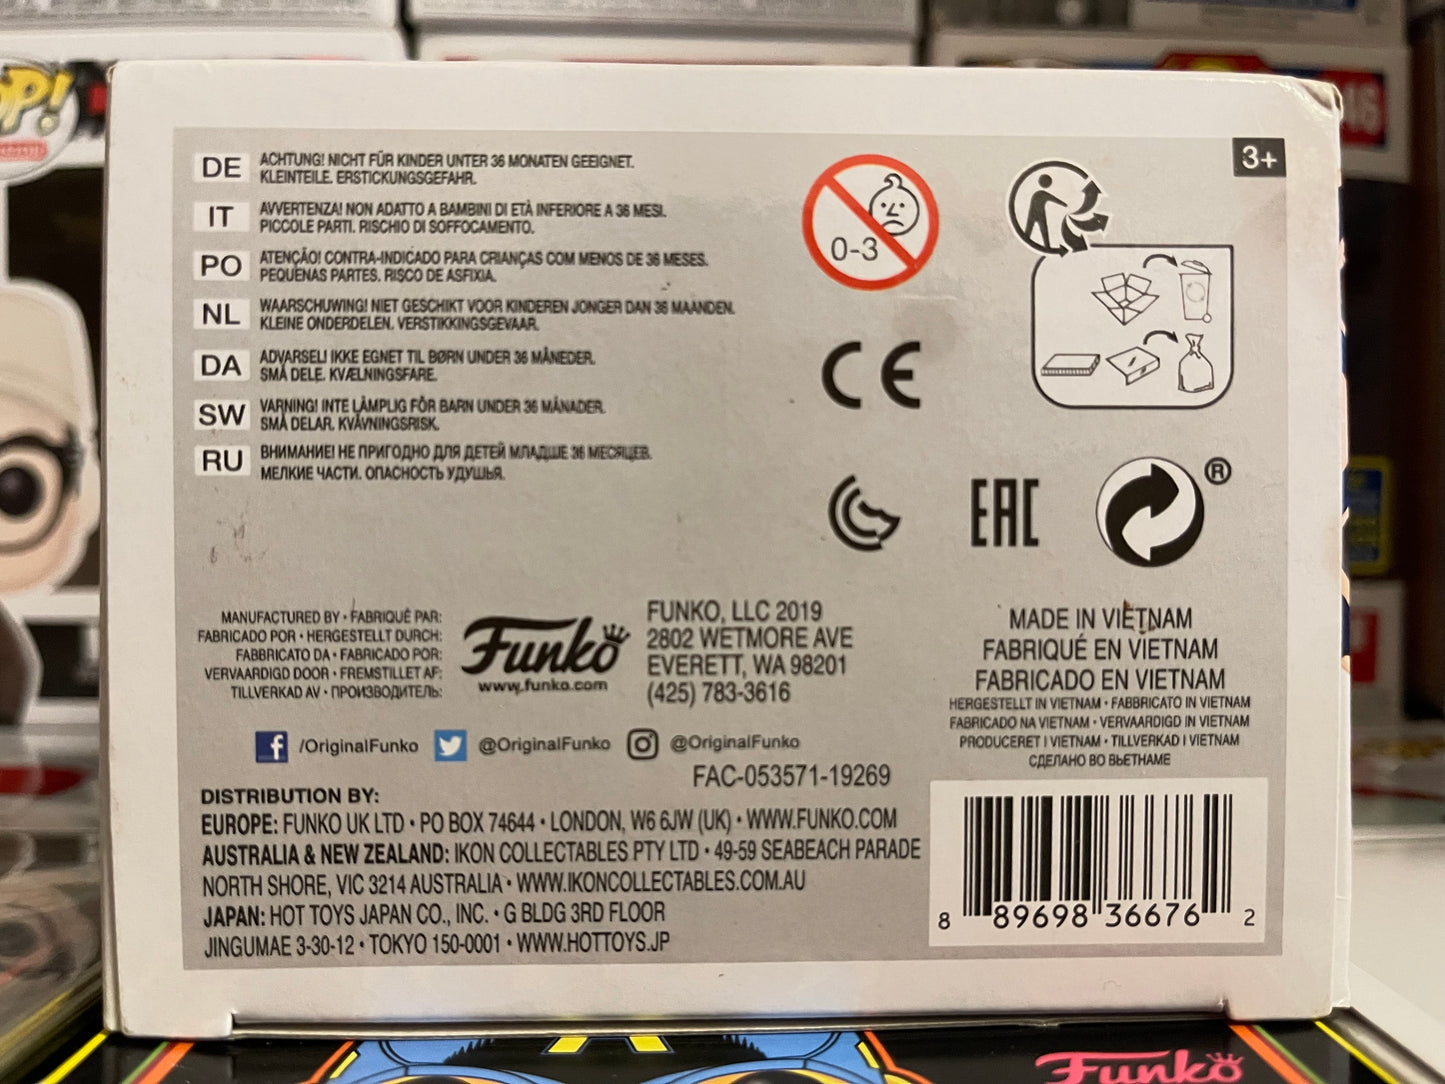 P!
46
3+
DE ACHTUNG! NICHT FÜR KINDER UNTER 36 MONATEN GEEIGNET.
KLEINTEILE. ERSTICKUNGSGEFAHR.
IT AVVERTENZA! NON ADATTO A BAMBINI DI ETÀ INFERIORE A 36 MESI.
PICCOLE PARTI. RISCHIO DI SOFFOCAMENTO.
PO ATENÇÃO! CONTRA-INDICADO PARA CRIANÇAS COM MENOS DE 36 MESES.
PEQUENAS PARTES. RISCO DE ASFIXIA.
NL WAARSCHUWING! NIET GESCHIKT VOOR KINDEREN JONGER DAN 36 MAANDEN.
KLEINE ONDERDELEN. VERSTIKKINGSGEVAAR.
DA ADVARSEL! IKKE EGNET TIL BØRN UNDER 36 MÅNEDER.
SMÅ DELE. KVÆLNINGSFARE.
SW VARNING! INTE LÄMPLIG FÖR BARN UNDER 36 MÅNADER.
SMÅ DELAR. KVÄVNINGSRISK.
RU ВНИМАНИЕ! НЕ ПРИГОДНО ДЛЯ ДЕТЕЙ МЛАДШЕ 36 МЕСЯЦЕВ.
МЕЛКИЕ ЧАСТИ. ОПАСНОСТЬ УДУШЬЯ.
0-3
CE
EAC
®
MANUFACTURED BY • FABRIQUÉ PAR:
FABRICADO POR • HERGESTELLT DURCH:
FABBRICATO DA • FABRICADO POR:
VERVAARDIGD DOOR • FREMSTILLET AF:
TILLVERKAD AV • ПРОИЗВОДИТЕЛЬ:
Funko
www.funko.com
FUNKO, LLC 2019
2802 WETMORE AVE
EVERETT, WA 98201
(425) 783-3616
MADE IN VIETNAM
FABRIQUÉ EN VIETNAM
FABRICADO EN VIETNAM
HERGESTELLT IN VIETNAM • FABBRICATO IN VIETNAM
FABRICADO NA VIETNAM • VERVAARDIGD IN VIETNAM
PRODUCERET I VIETNAM • TILLVERKAD I VIETNAM
СДЕЛАНО ВО ВЬЕТНАМЕ
/OriginalFunko @OriginalFunko @OriginalFunko
FAC-053571-19269
DISTRIBUTION BY:
EUROPE: FUNKO UK LTD • PO BOX 74644 • LONDON, W6 6JW (UK) • WWW.FUNKO.COM
AUSTRALIA & NEW ZEALAND: IKON COLLECTABLES PTY LTD • 49-59 SEABEACH PARADE
NORTH SHORE, VIC 3214 AUSTRALIA • WWW.IKONCOLLECTABLES.COM.AU
JAPAN: HOT TOYS JAPAN CO., INC. • G BLDG 3RD FLOOR
JINGUMAE 3-30-12 • TOKYO 150-0001 • WWW.HOTTOYS.JP
8 89698 36676 2
Funko